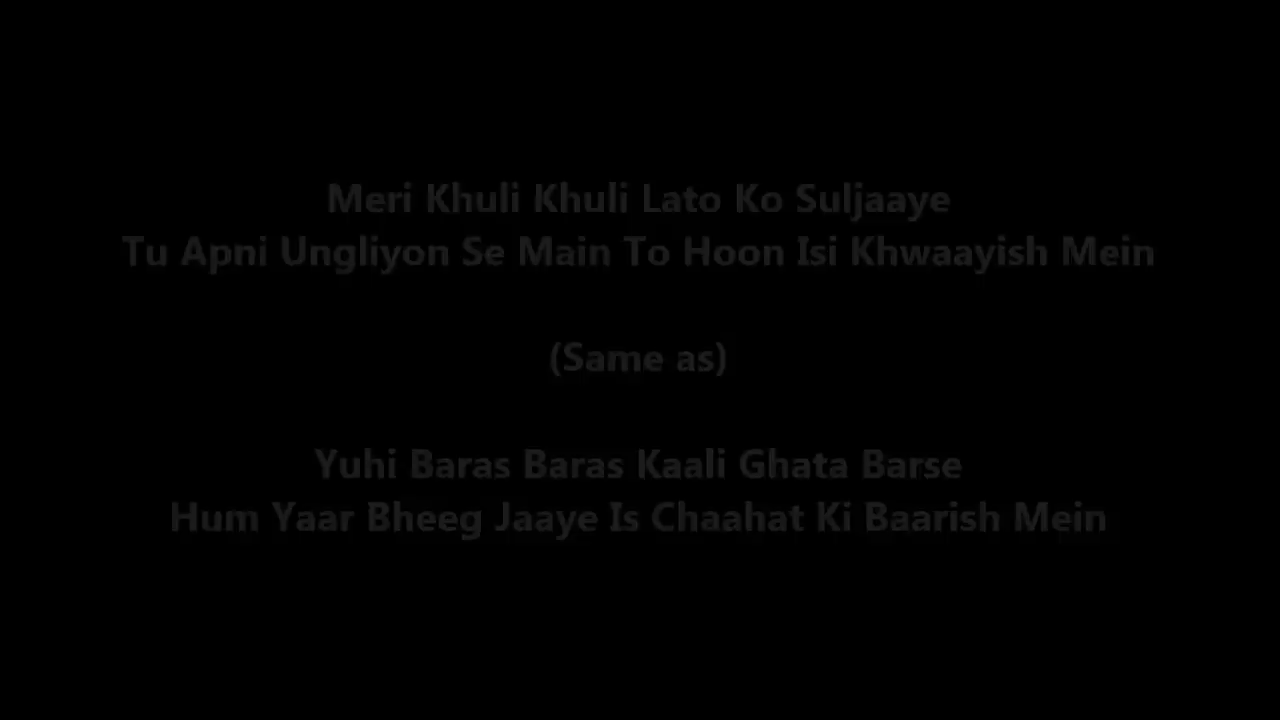 Meri Khuli Khuli Lato Ko Suljaaye
Tu Apni Ungliyon Se Main To Hoon Isi Khwaayish Mein
(Same as)
Yuhi Baras Baras Kaali Ghata Barse
Hum Yaar Bheeg Jaaye Is Chaahat Ki Baarish Mein